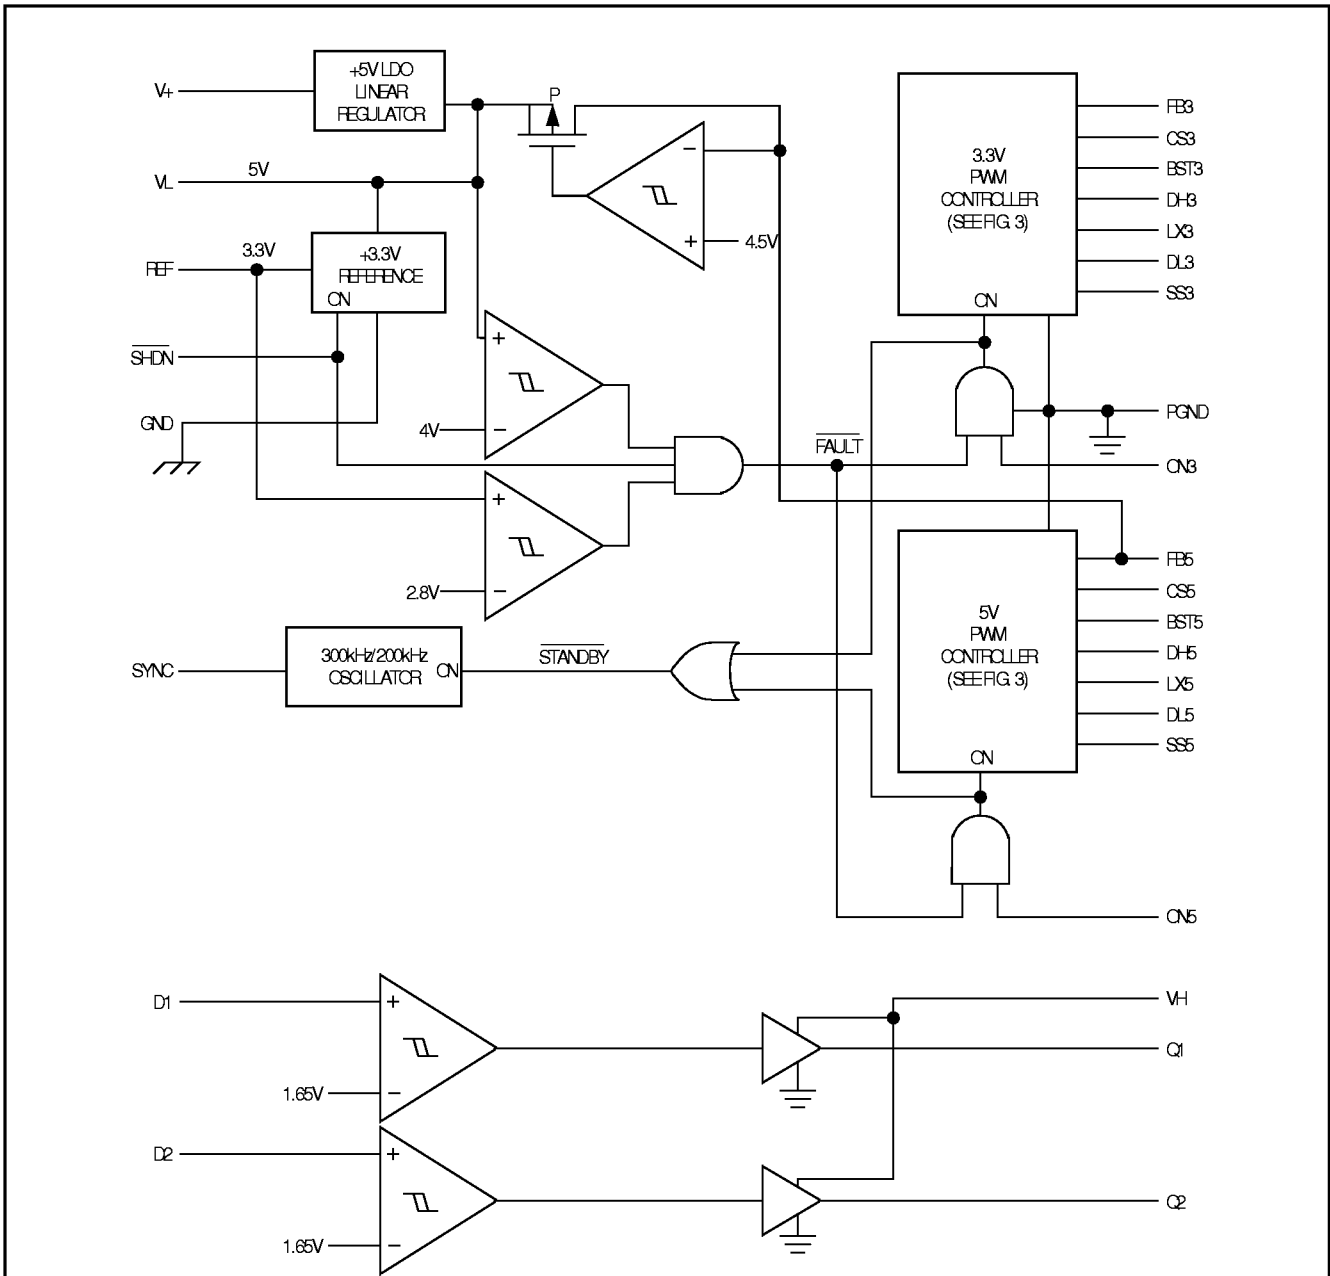 V+
+5V LDO
LINEAR
REGULATOR
P
VL
5V
−
+
4.5V
REF
3.3V
+3.3V
REFERENCE
ON
SHDN
GND
+
4V
−
+
2.8V
−
FAULT
3.3V
PWM
CONTROLLER
(SEE FIG. 3)
ON
FB3
CS3
BST3
DH3
LX3
DL3
SS3
PGND
ON3
5V
PWM
CONTROLLER
(SEE FIG. 3)
ON
FB5
CS5
BST5
DH5
LX5
DL5
SS5
ON5
SYNC
300kHz/200kHz
OSCILLATOR
ON
STANDBY
D1
+
1.65V
−
VH
Q1
D2
+
1.65V
−
Q2